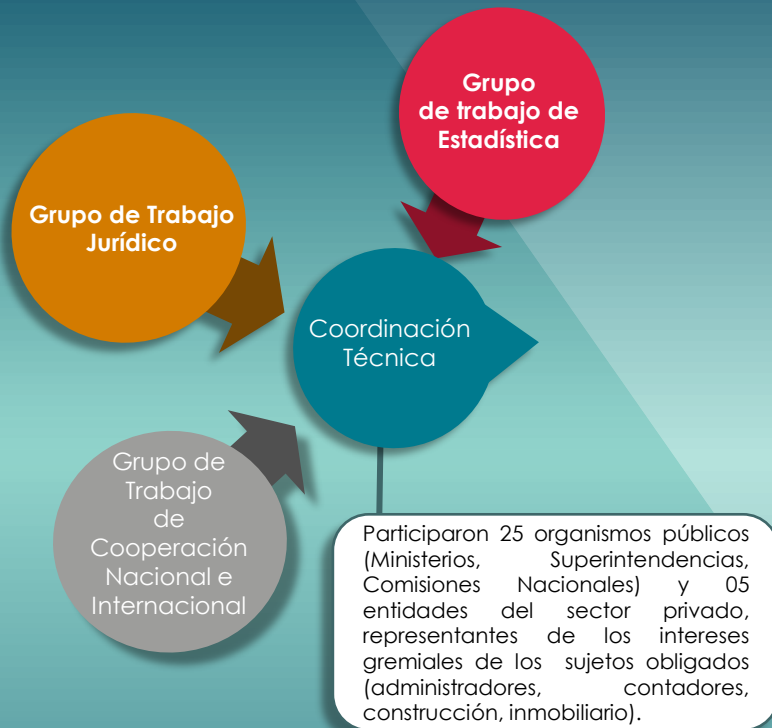 Grupo
de trabajo de
Estadística
Grupo de Trabajo
Jurídico
Coordinación
Técnica
Grupo de
Trabajo
de
Cooperación
Nacional e
Internacional
Participaron 25 organismos públicos
(Ministerios, Superintendencias,
Comisiones Nacionales) y 05
entidades del sector privado,
representantes de los intereses
gremiales de los sujetos obligados
(administradores, contadores,
construcción, inmobiliario).